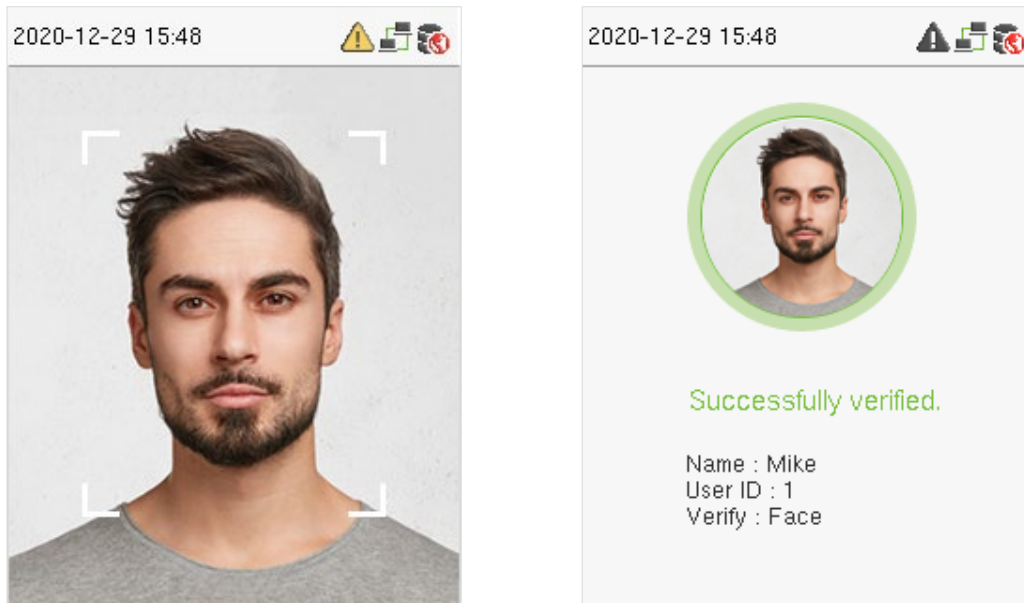 2020-12-29 15:48
2020-12-29 15:48
Successfully verified.
Name : Mike
User ID : 1
Verify : Face